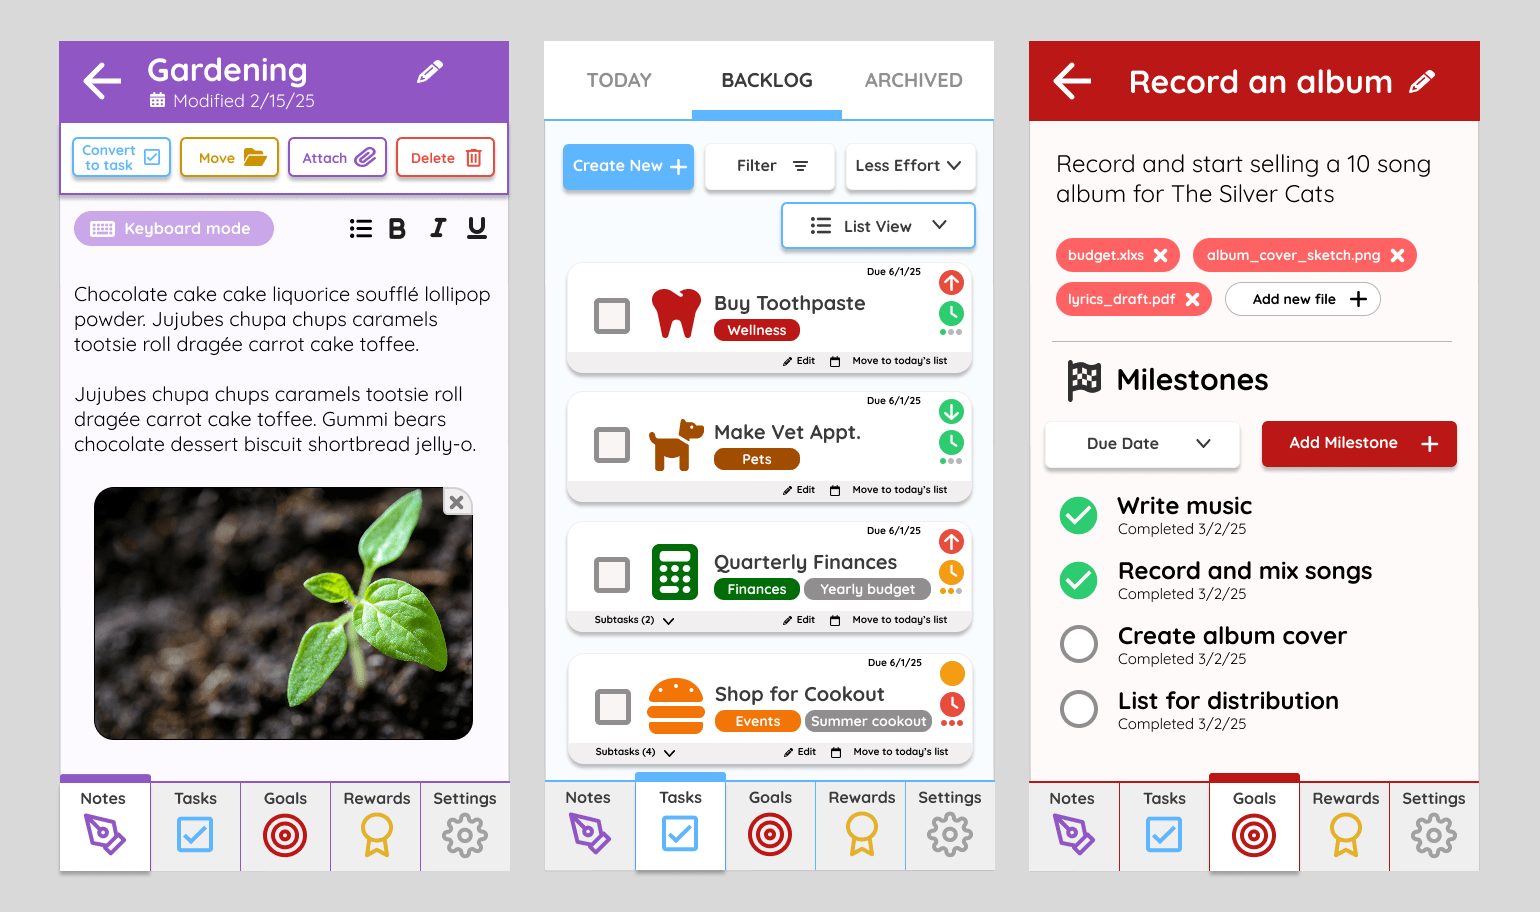 Gardening
Modified 2/15/25
Convert
to task
Move
Attach
Delete
Keyboard mode
B I U
Chocolate cake cake liquorice soufflé lollipop
powder. Jujubes chupa chups caramels
tootsie roll dragée carrot cake toffee.
Jujubes chupa chups caramels tootsie roll
dragée carrot cake toffee. Gummi bears
chocolate dessert biscuit shortbread jelly-o.
Notes
Tasks
Goals
Rewards
Settings
TODAY
BACKLOG
ARCHIVED
Create New
Filter
Less Effort
List View
Due 6/1/25
Buy Toothpaste
Wellness
Edit
Move to today's list
Due 6/1/25
Make Vet Appt.
Pets
Edit
Move to today's list
Due 6/1/25
Quarterly Finances
Finances
Yearly budget
Subtasks (2)
Edit
Move to today's list
Due 6/1/25
Shop for Cookout
Events
Summer cookout
Subtasks (4)
Edit
Move to today's list
Notes
Tasks
Goals
Rewards
Settings
Record an album
Record and start selling a 10 song
album for The Silver Cats
budget.xlxs
album_cover_sketch.png
lyrics_draft.pdf
Add new file
Milestones
Due Date
Add Milestone
Write music
Completed 3/2/25
Record and mix songs
Completed 3/2/25
Create album cover
Completed 3/2/25
List for distribution
Completed 3/2/25
Notes
Tasks
Goals
Rewards
Settings